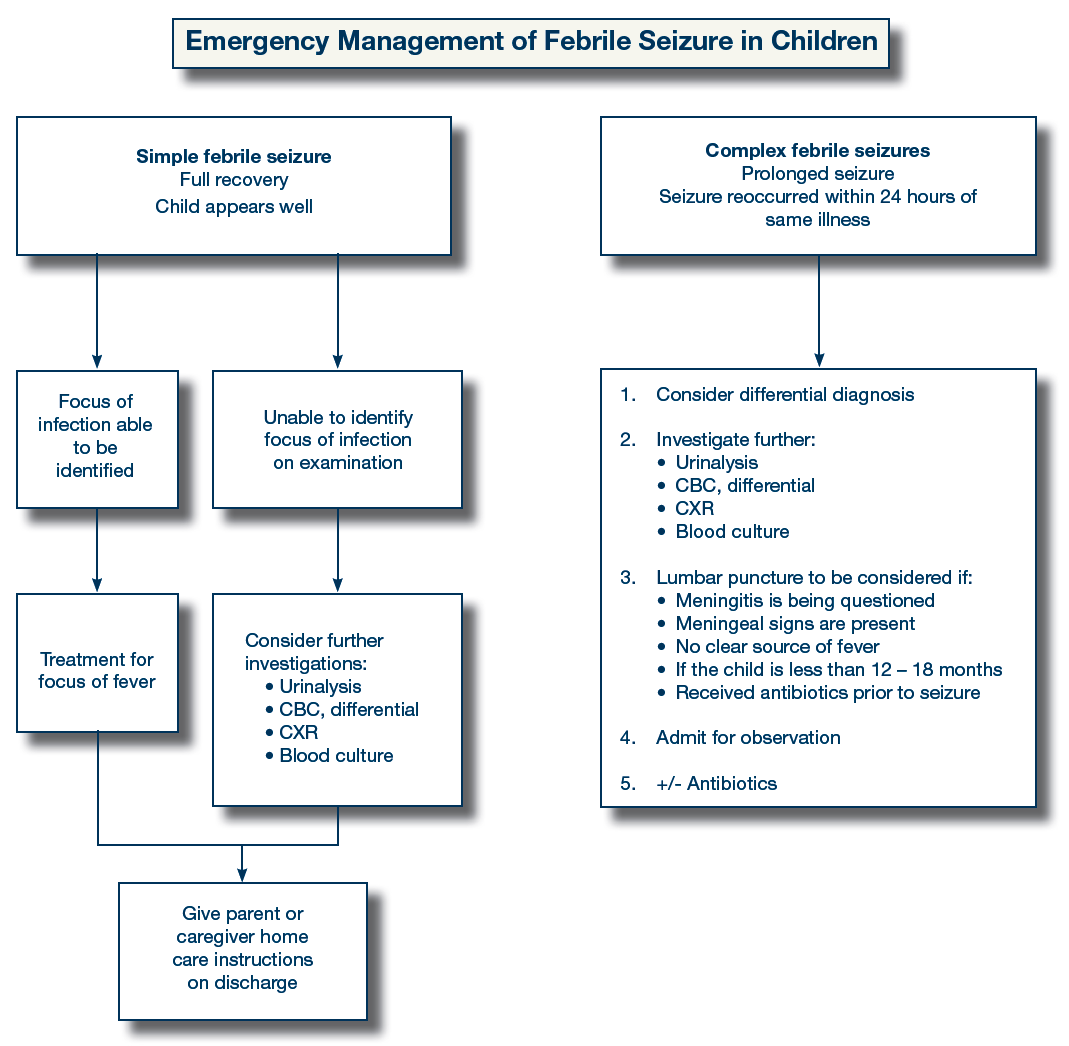 Emergency Management of Febrile Seizure in Children
Simple febrile seizure
Full recovery
Child appears well
Focus of
infection able
to be
identified
Treatment for
focus of fever
Unable to identify
focus of infection
on examination
Consider further
investigations:
• Urinalysis
• CBC, differential
• CXR
• Blood culture
Give parent or
caregiver home
care instructions
on discharge
Complex febrile seizures
Prolonged seizure
Seizure reoccurred within 24 hours of
same illness
1. Consider differential diagnosis
2. Investigate further:
• Urinalysis
• CBC, differential
• CXR
• Blood culture
3. Lumbar puncture to be considered if:
• Meningitis is being questioned
• Meningeal signs are present
• No clear source of fever
• If the child is less than 12 – 18 months
• Received antibiotics prior to seizure
4. Admit for observation
5. +/- Antibiotics